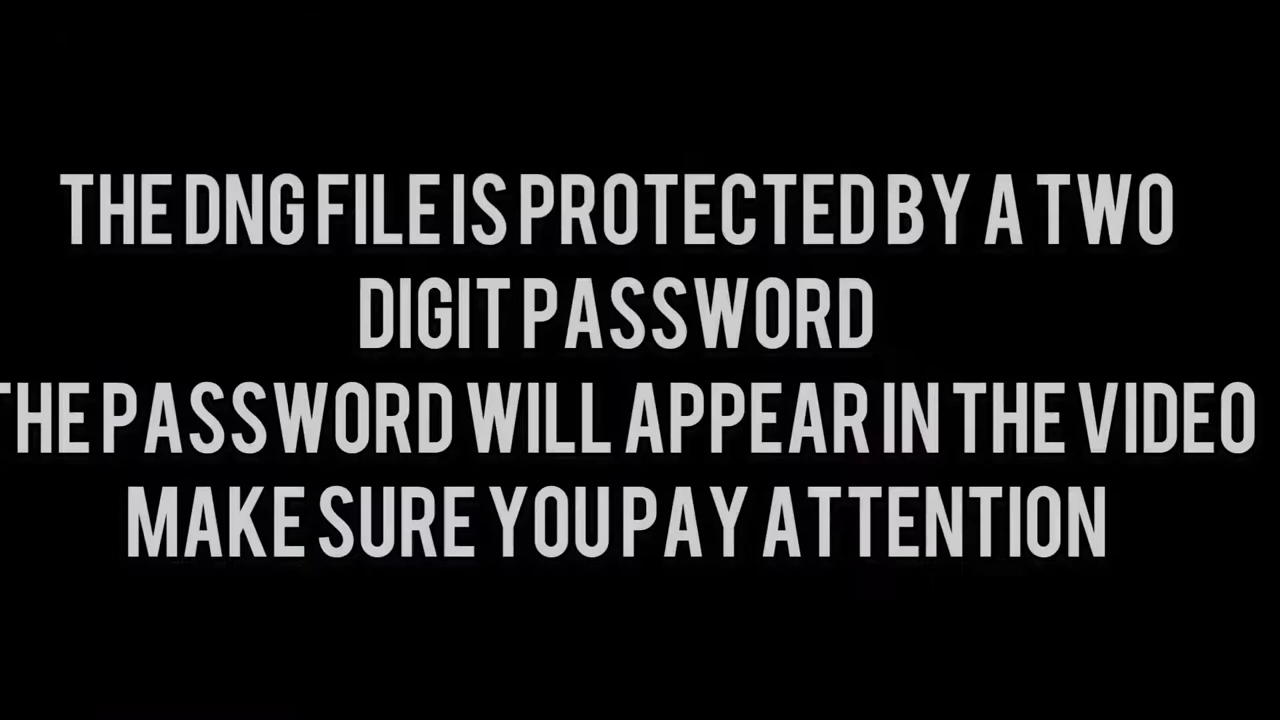 THE DNG FILE IS PROTECTED BY A TWO
DIGIT PASSWORD
THE PASSWORD WILL APPEAR IN THE VIDEO
MAKE SURE YOU PAY ATTENTION